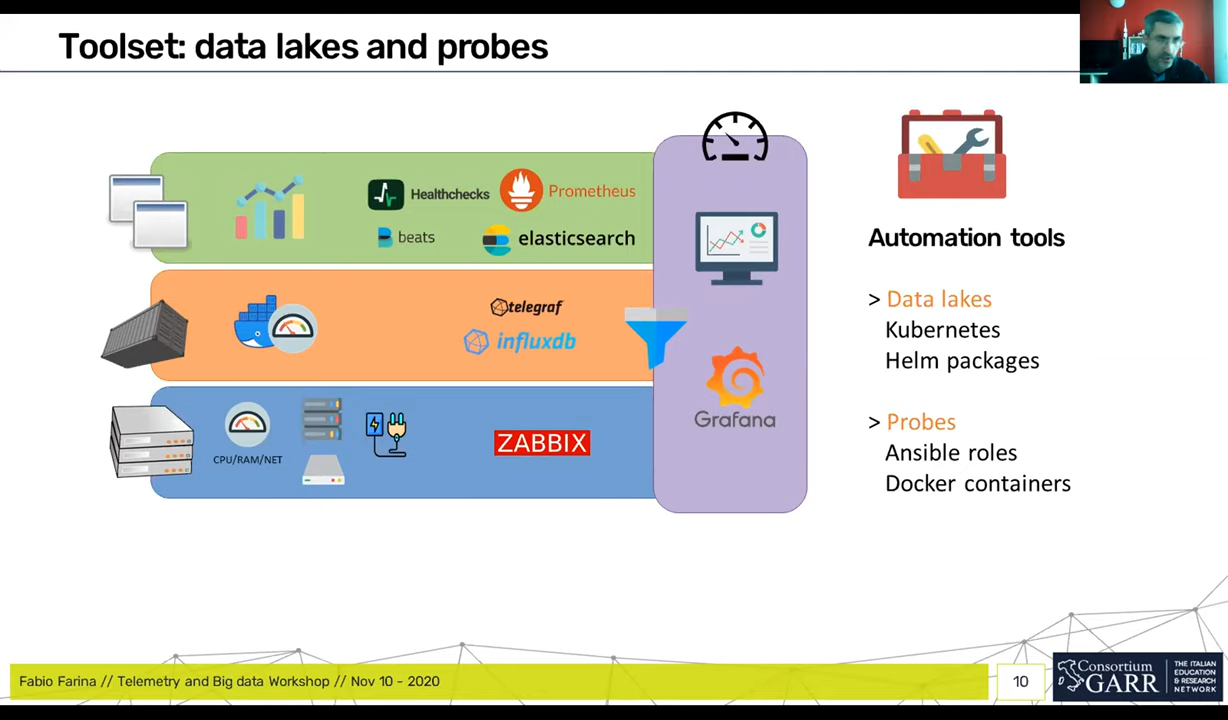 Toolset: data lakes and probes
Healthchecks
Prometheus
beats
elasticsearch
telegraf
influxdb
CPU/RAM/NET
ZABBIX
Grafana
Automation tools
> Data lakes
Kubernetes
Helm packages
> Probes
Ansible roles
Docker containers
Fabio Farina // Telemetry and Big data Workshop // Nov 10 - 2020
10
Consortium
GARR
THE ITALIAN
EDUCATION
& RESEARCH
NETWORK